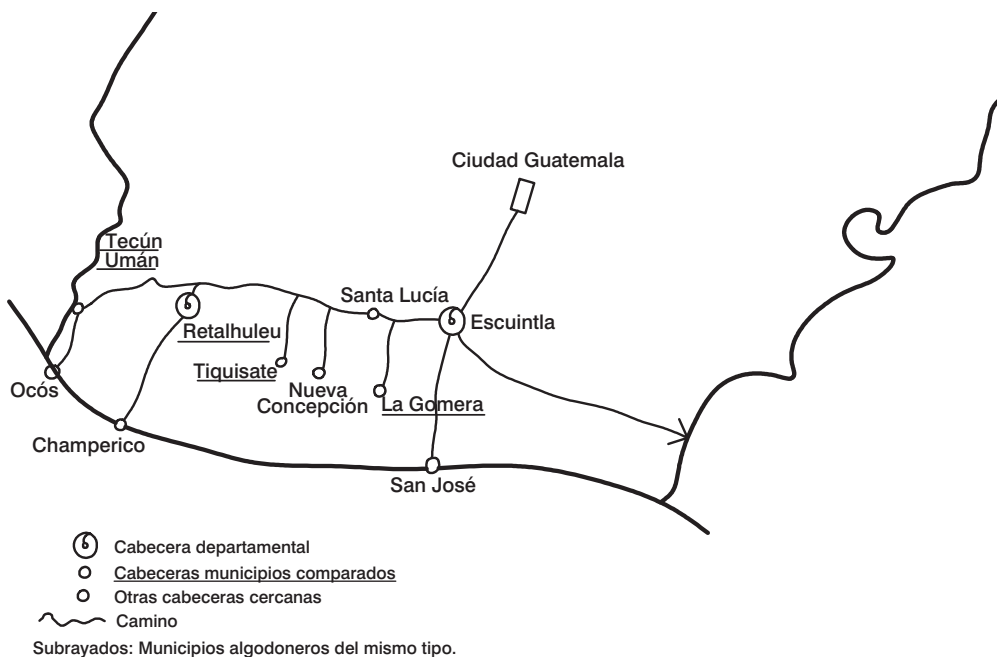 Ciudad Guatemala
Tecún
Umán
Santa Lucía
Escuintla
Retalhuleu
Tiquisate
Nueva
Concepción
La Gomera
Ocós
Champerico
San José
Cabecera departamental
Cabeceras municipios comparados
Otras cabeceras cercanas
Camino
Subrayados: Municipios algodoneros del mismo tipo.